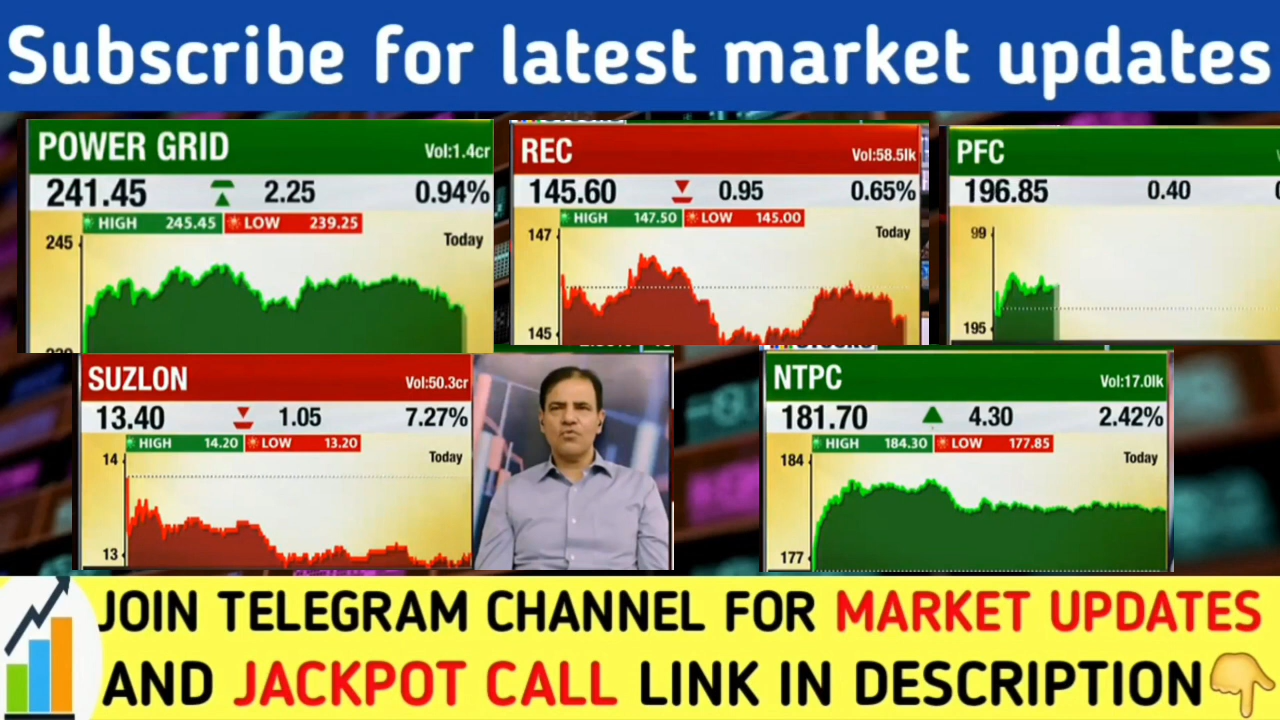 Subscribe for latest market updates
POWER GRID Vol:1.4cr
241.45 2.25 0.94%
HIGH 245.45 LOW 239.25
245 Today
REC Vol:58.5lk
145.60 0.95 0.65%
HIGH 147.50 LOW 145.00
147 Today
145
PFC
196.85 0.40
99
195
SUZLON Vol:50.3cr
13.40 1.05 7.27%
HIGH 14.20 LOW 13.20
14 Today
13
NTPC Vol:17.0lk
181.70 4.30 2.42%
HIGH 184.30 LOW 177.85
184 Today
177
JOIN TELEGRAM CHANNEL FOR MARKET UPDATES
AND JACKPOT CALL LINK IN DESCRIPTION